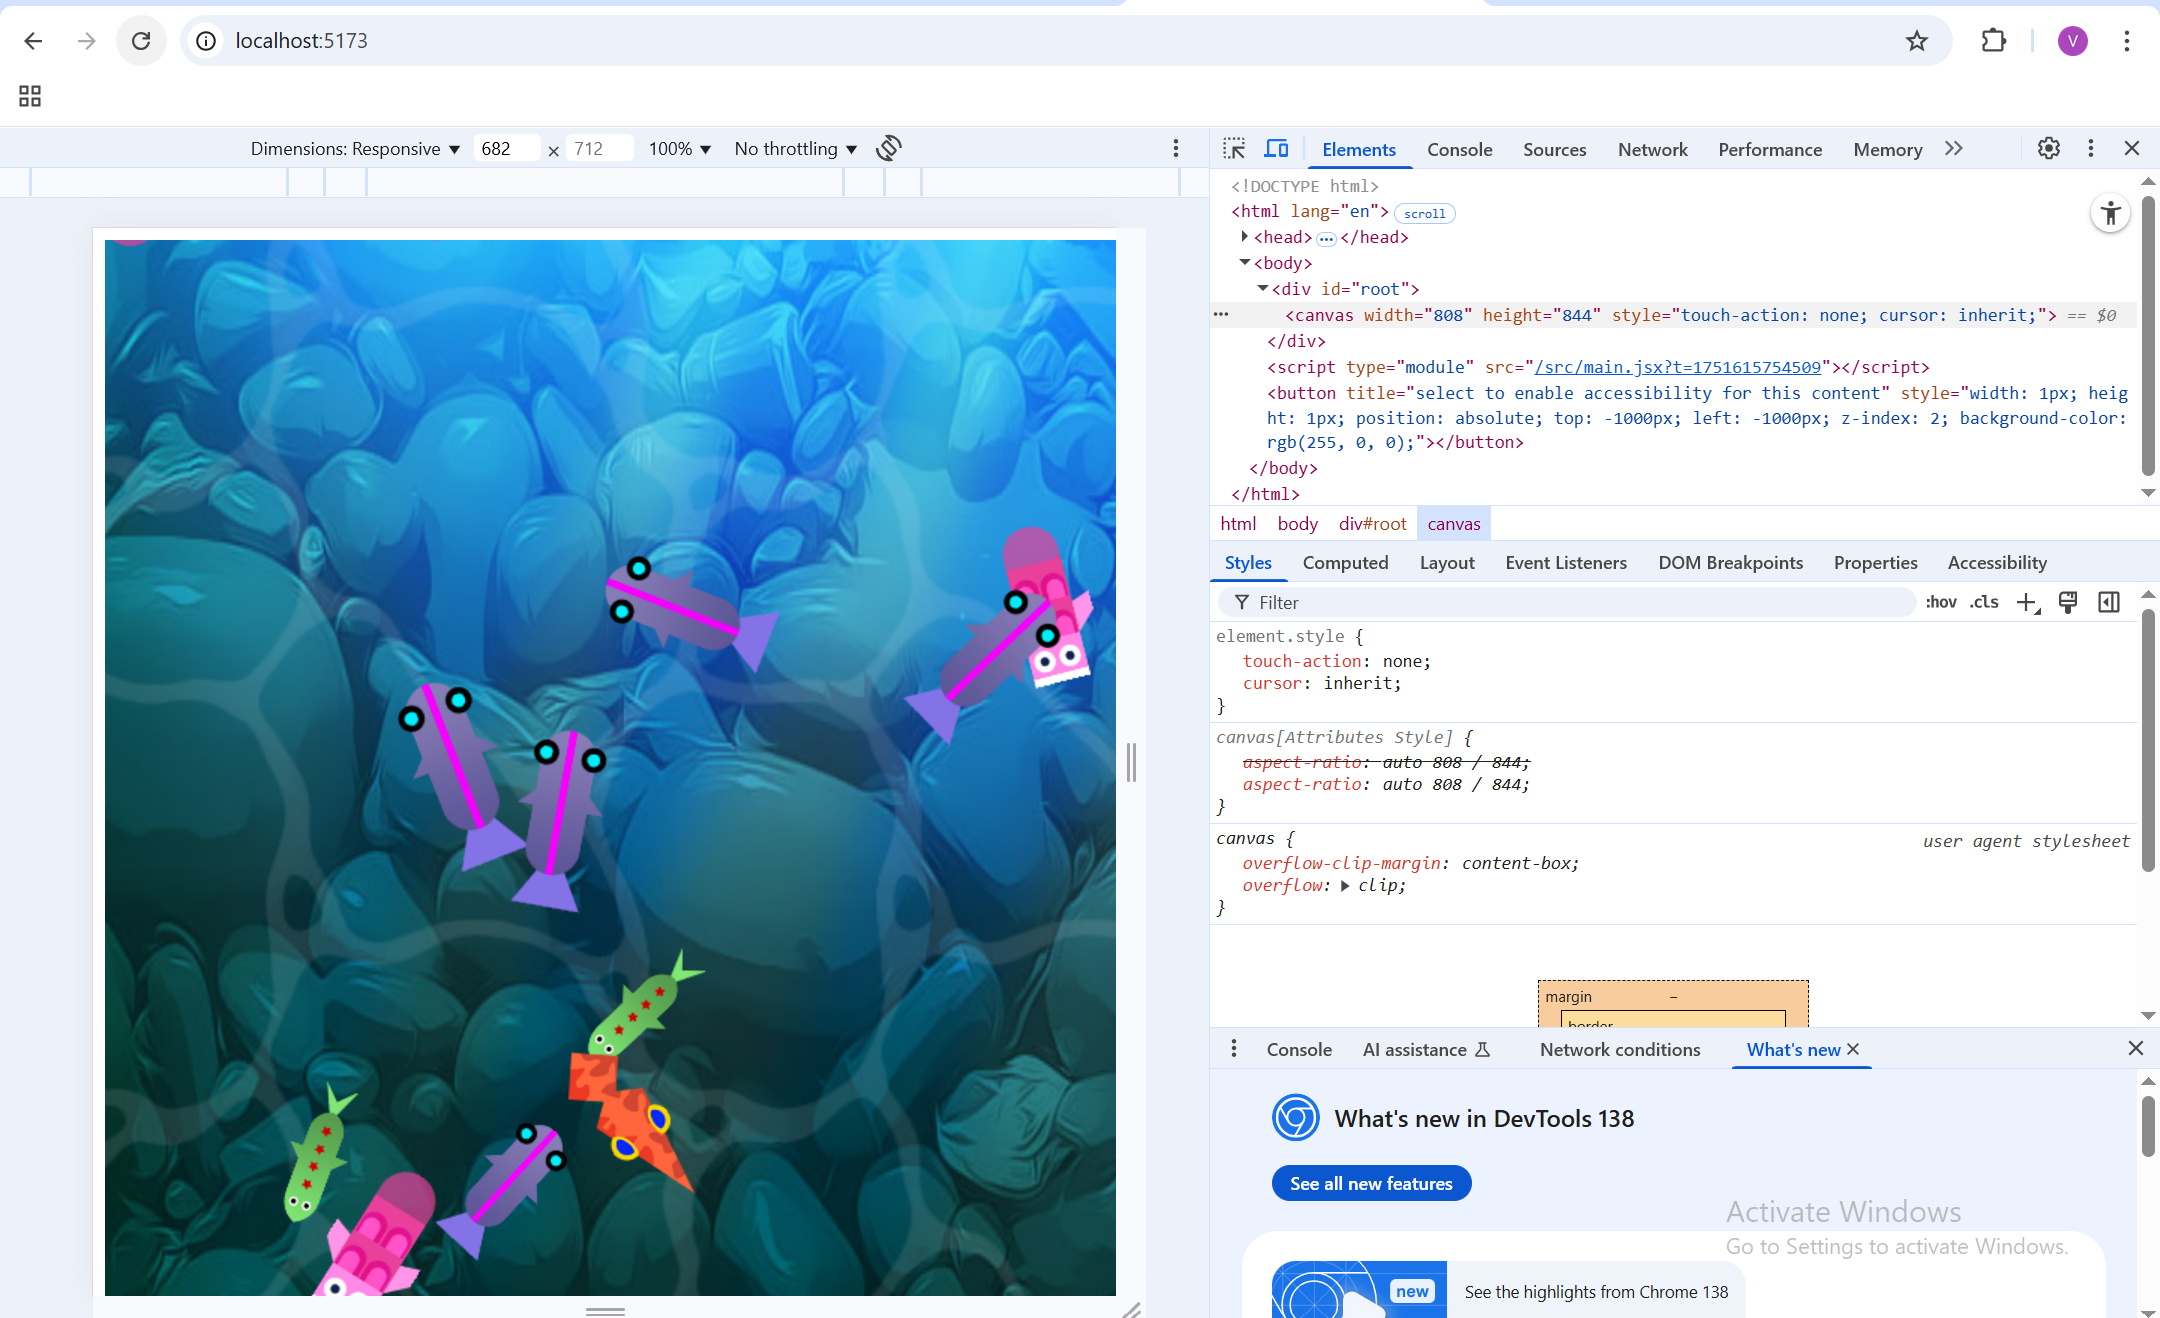 localhost:5173
V
Dimensions: Responsive ▼ 682 × 712 100% ▼ No throttling ▼
Elements Console Sources Network Performance Memory
<!DOCTYPE html>
<html lang="en"> scroll
<head> ••• </head>
<body>
<div id="root">
••• <canvas width="808" height="844" style="touch-action: none; cursor: inherit;"> == $0
</div>
<script type="module" src="/src/main.jsx?t=1751615754509"></script>
<button title="select to enable accessibility for this content" style="width: 1px; heig
ht: 1px; position: absolute; top: -1000px; left: -1000px; z-index: 2; background-color:
rgb(255, 0, 0);"></button>
</body>
</html>
html body div#root canvas
Styles Computed Layout Event Listeners DOM Breakpoints Properties Accessibility
Filter :hov .cls
element.style {
touch-action: none;
cursor: inherit;
}
canvas[Attributes Style] {
aspect-ratio: auto 808 / 844;
aspect-ratio: auto 808 / 844;
}
canvas { user agent stylesheet
overflow-clip-margin: content-box;
overflow: clip;
}
margin –
border
Console AI assistance Network conditions What's new
What's new in DevTools 138
See all new features
Activate Windows
Go to Settings to activate Windows.
new See the highlights from Chrome 138